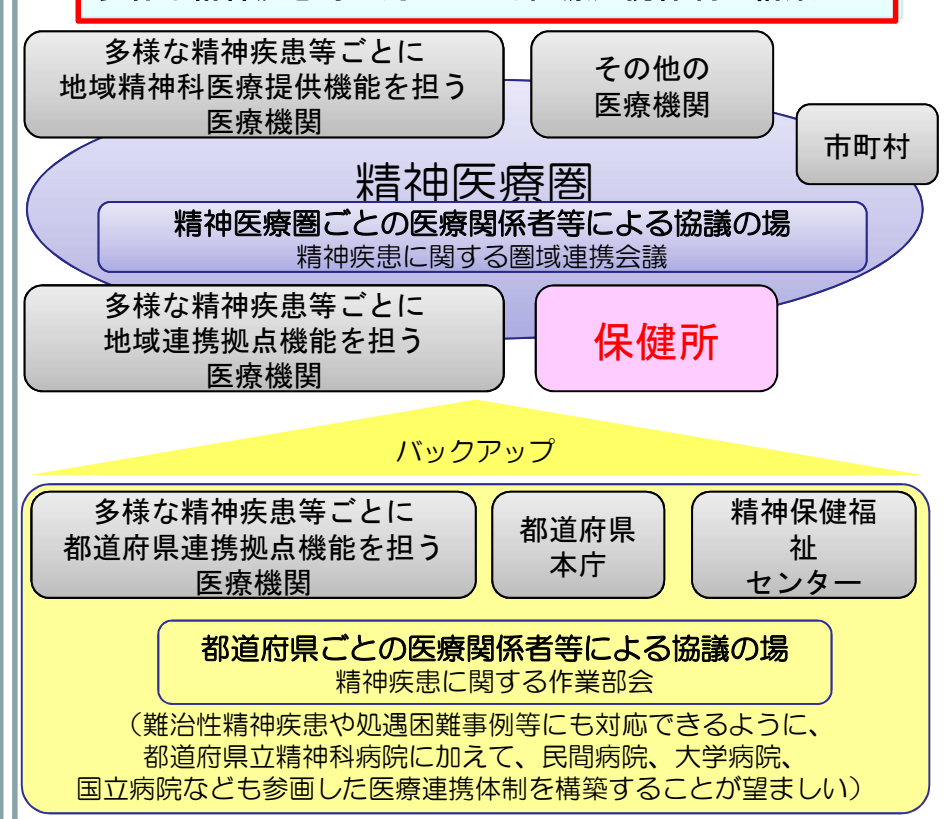 多様な精神疾患等ごとに
地域精神科医療提供機能を担う
医療機関
その他の
医療機関
市町村
精神医療圏
精神医療圏ごとの医療関係者等による協議の場
精神疾患に関する圏域連携会議
多様な精神疾患等ごとに
地域連携拠点機能を担う
医療機関
保健所
バックアップ
多様な精神疾患等ごとに
都道府県連携拠点機能を担う
医療機関
都道府県
本庁
精神保健福
祉
センター
都道府県ごとの医療関係者等による協議の場
精神疾患に関する作業部会
（難治性精神疾患や処遇困難事例等にも対応できるように、
都道府県立精神科病院に加えて、民間病院、大学病院、
国立病院なども参画した医療連携体制を構築することが望ましい）